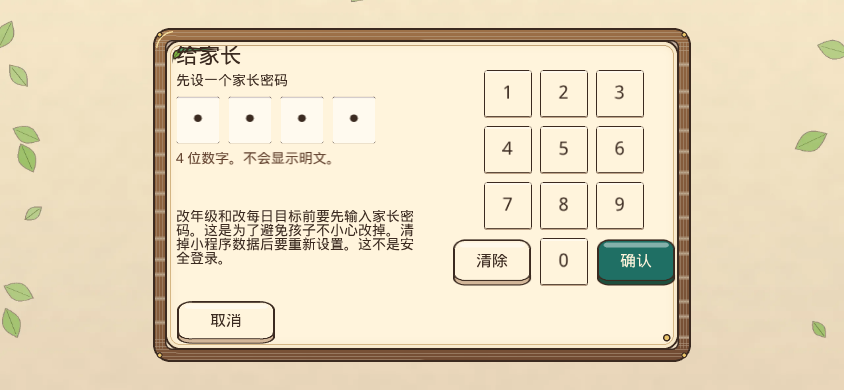 给家长
先设一个家长密码
4 位数字。不会显示明文。
改年级和改每日目标前要先输入家长密
码。这是为了避免孩子不小心改掉。清
掉小程序数据后要重新设置。这不是安
全登录。
取消
1 2 3
4 5 6
7 8 9
清除 0 确认